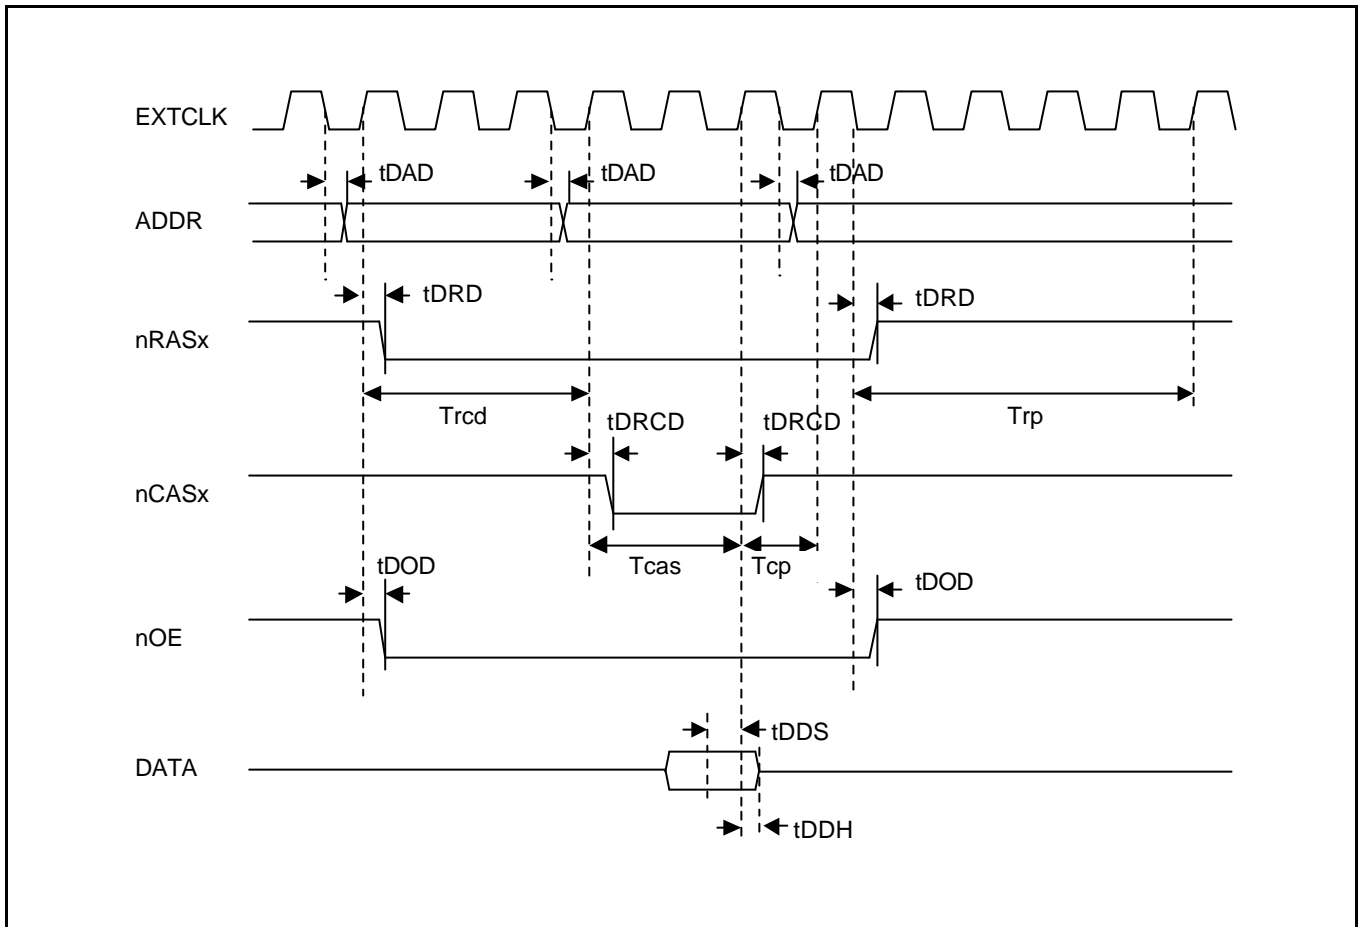 EXTCLK
tDAD
tDAD
tDAD
ADDR
tDRD
tDRD
nRASx
Trcd
Trp
tDRCD
tDRCD
nCASx
Tcas
Tcp
tDOD
tDOD
nOE
tDDS
DATA
tDDH